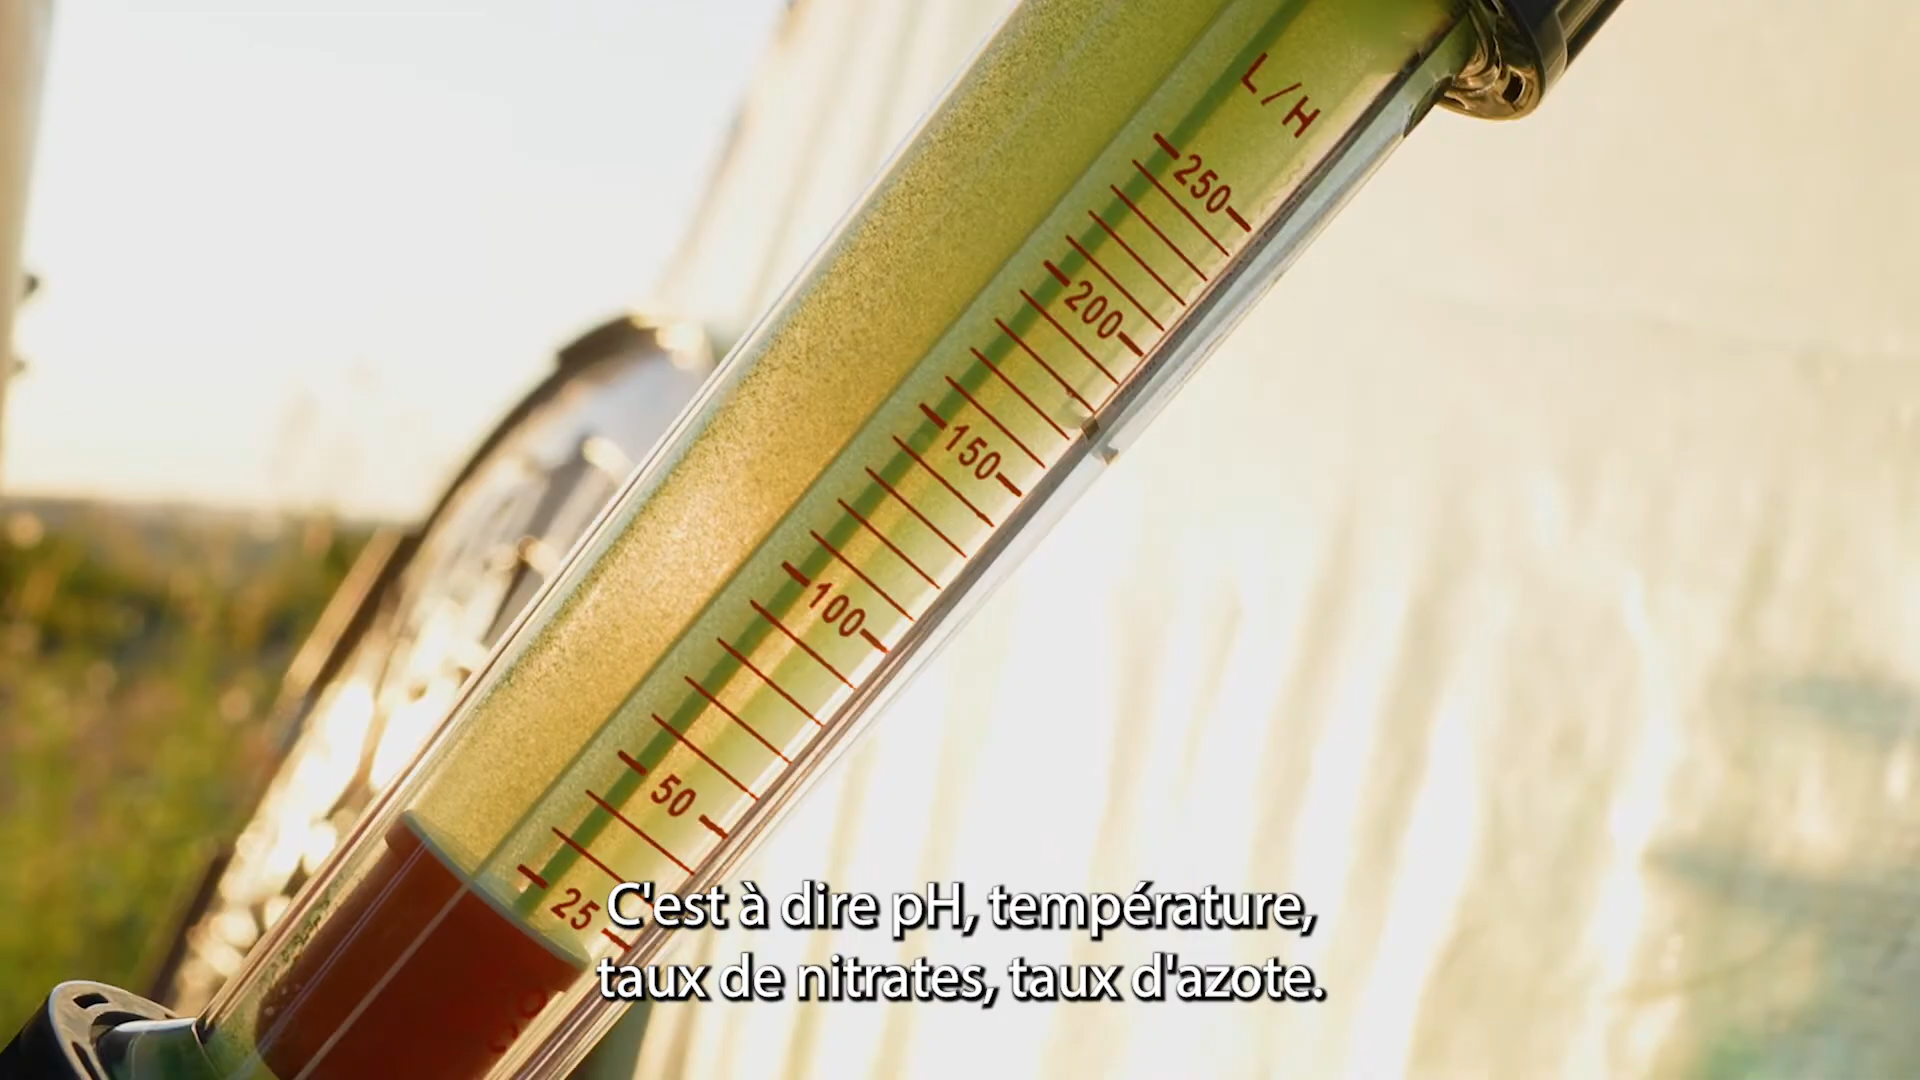 L/H
250
200
150
100
50
25
C'est à dire pH, température,
taux de nitrates, taux d'azote.